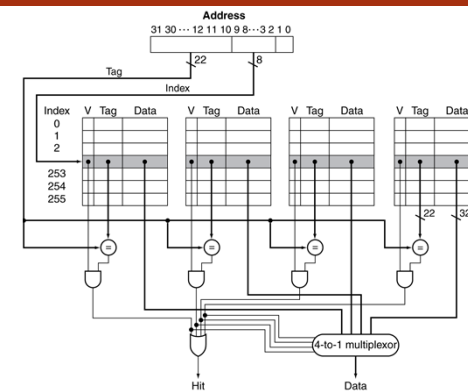 Address
31 30 ··· 12 11 10 9 8 ··· 3 2 1 0
22
8
Tag
Index
Index V Tag Data V Tag Data V Tag Data V Tag Data
0
1
2
253
254
255
22 32
= = = =
4-to-1 multiplexor
Hit Data